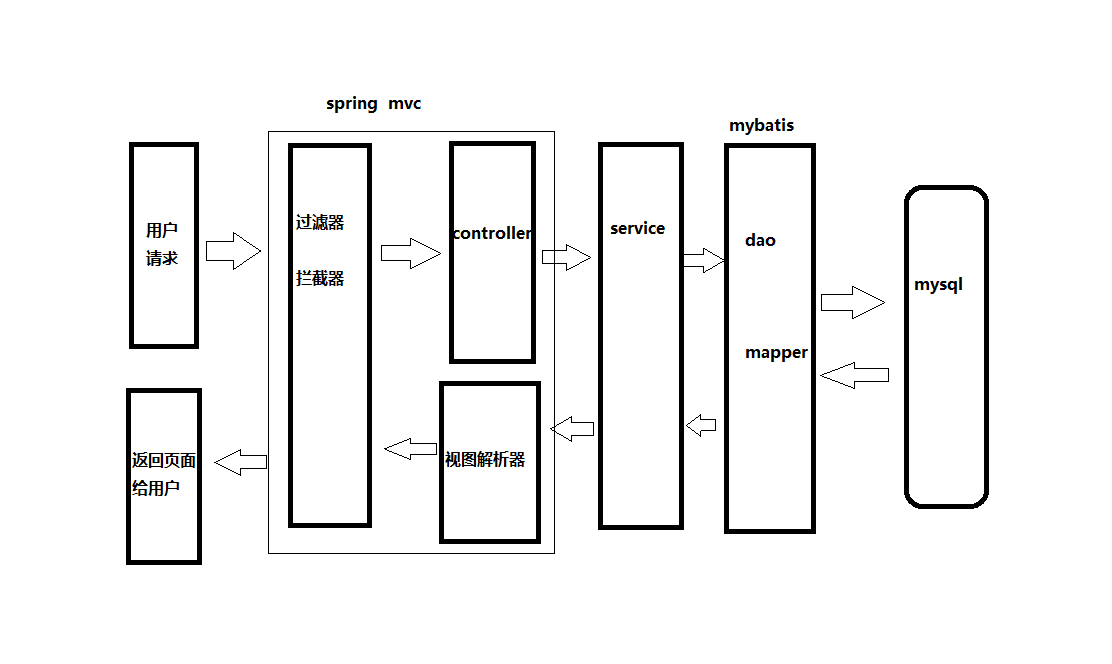 spring mvc
mybatis
用户
请求
过滤器
拦截器
controller
service
dao
mapper
mysql
视图解析器
返回页面
给用户